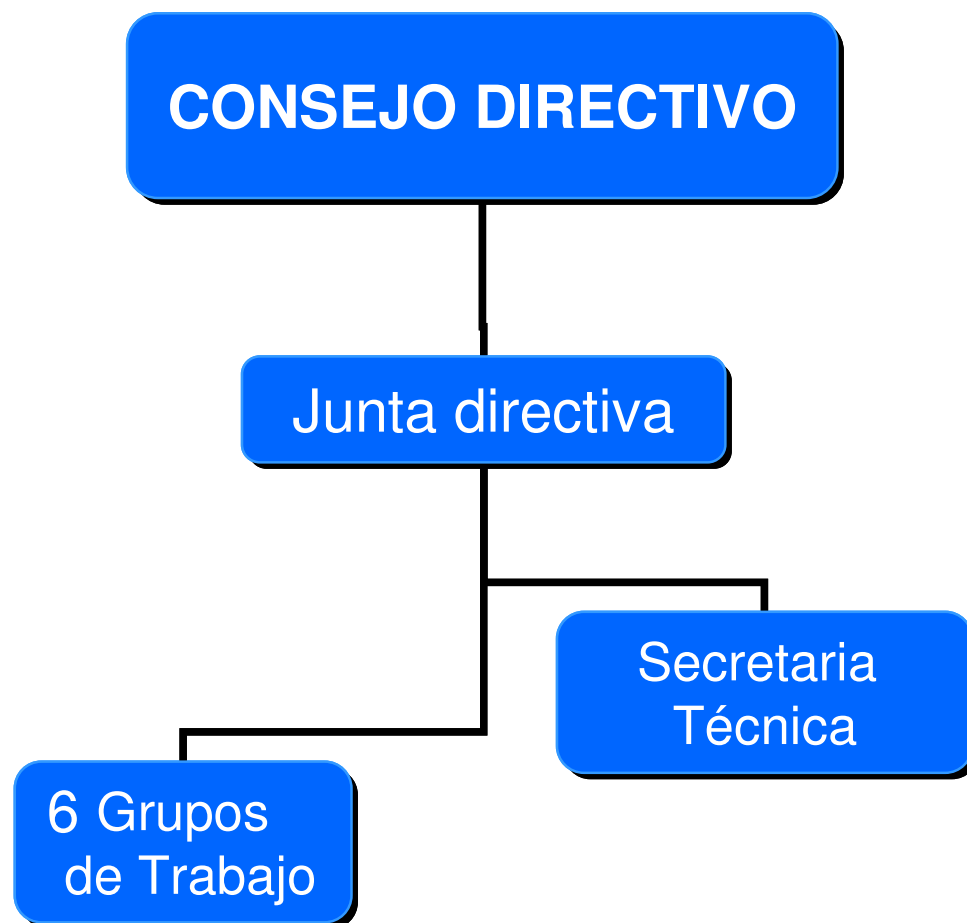 CONSEJO DIRECTIVO
Junta directiva
Secretaria
Técnica
6 Grupos
de Trabajo